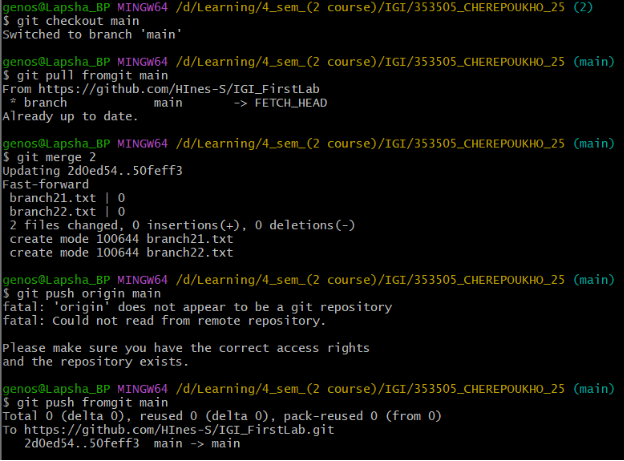 genos@Lapsha_BP MINGW64 /d/Learning/4_sem_(2 course)/IGI/353505_CHEREPOUKHO_25 (2)
$ git checkout main
Switched to branch 'main'
genos@Lapsha_BP MINGW64 /d/Learning/4_sem_(2 course)/IGI/353505_CHEREPOUKHO_25 (main)
$ git pull fromgit main
From https://github.com/HInes-S/IGI_FirstLab
 * branch            main       -> FETCH_HEAD
Already up to date.
genos@Lapsha_BP MINGW64 /d/Learning/4_sem_(2 course)/IGI/353505_CHEREPOUKHO_25 (main)
$ git merge 2
Updating 2d0ed54..50feff3
Fast-forward
 branch21.txt | 0
 branch22.txt | 0
 2 files changed, 0 insertions(+), 0 deletions(-)
 create mode 100644 branch21.txt
 create mode 100644 branch22.txt
genos@Lapsha_BP MINGW64 /d/Learning/4_sem_(2 course)/IGI/353505_CHEREPOUKHO_25 (main)
$ git push origin main
fatal: 'origin' does not appear to be a git repository
fatal: Could not read from remote repository.
Please make sure you have the correct access rights
and the repository exists.
genos@Lapsha_BP MINGW64 /d/Learning/4_sem_(2 course)/IGI/353505_CHEREPOUKHO_25 (main)
$ git push fromgit main
Total 0 (delta 0), reused 0 (delta 0), pack-reused 0 (from 0)
To https://github.com/HInes-S/IGI_FirstLab.git
   2d0ed54..50feff3  main -> main